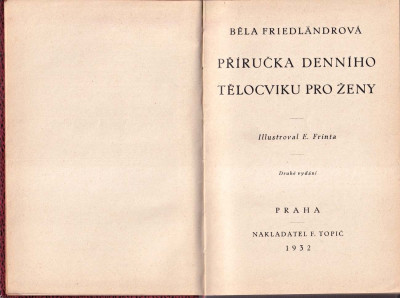 BĚLA FRIEDLÄNDROVÁ
PŘÍRUČKA DENNÍHO
TĚLOCVIKU PRO ŽENY
Illustroval E. Frinta
Druhé vydání
PRAHA
NAKLADATEL F. TOPIČ
1932